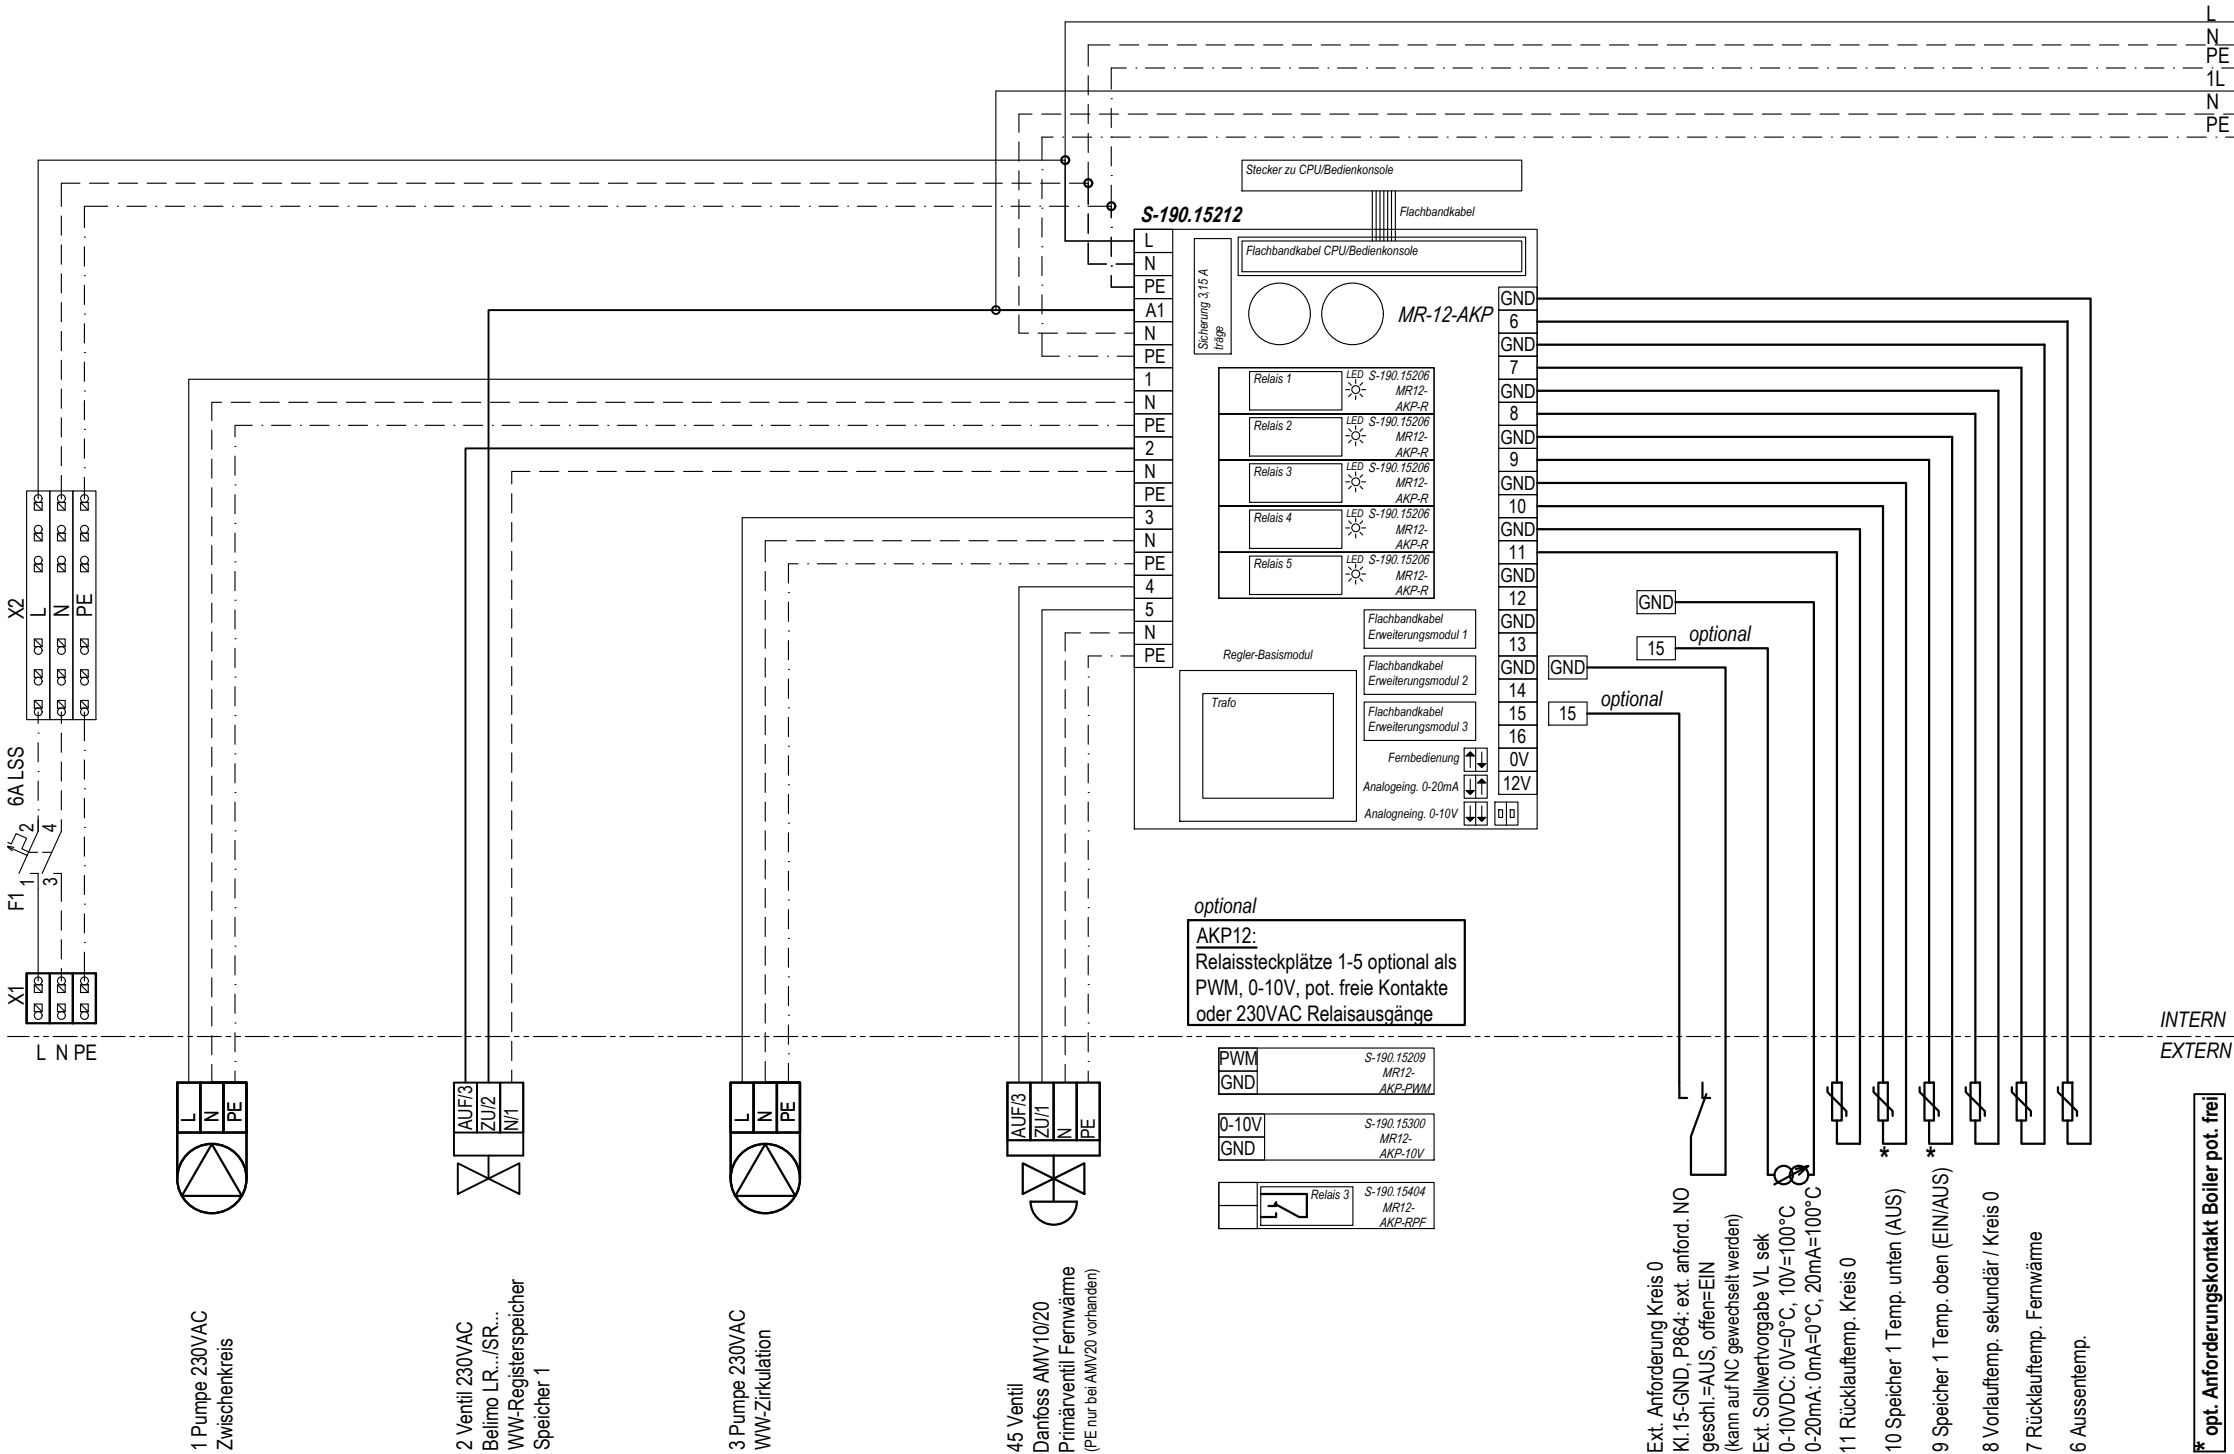 L
N
PE
1L
N
PE
Stecker zu CPU/Bedienkonsole
Flachbandkabel
S-190.15212
Flachbandkabel CPU/Bedienkonsole
Sicherung 3,15 A
träge
MR-12-AKP
L
N
PE
A1
N
PE
1
N
PE
2
N
PE
3
N
PE
4
5
N
PE
Relais 1
LED S-190.15206
MR12-
AKP-R
Relais 2
LED S-190.15206
MR12-
AKP-R
Relais 3
LED S-190.15206
MR12-
AKP-R
Relais 4
LED S-190.15206
MR12-
AKP-R
Relais 5
LED S-190.15206
MR12-
AKP-R
Flachbandkabel
Erweiterungsmodul 1
Flachbandkabel
Erweiterungsmodul 2
Flachbandkabel
Erweiterungsmodul 3
Regler-Basismodul
Trafo
Fernbedienung
Analogeing. 0-20mA
Analogneing. 0-10V
GND
6
GND
7
GND
8
GND
9
GND
10
GND
11
GND
12
GND
13
GND
14
15
16
0V
12V
GND
15
optional
GND
15
optional
X2
L
N
PE
6A LSS
2
4
F1
1
3
X1
L N PE
optional
AKP12:
Relaissteckplätze 1-5 optional als
PWM, 0-10V, pot. freie Kontakte
oder 230VAC Relaisausgänge
INTERN
EXTERN
PWM
GND
S-190.15209
MR12-
AKP-PWM
0-10V
GND
S-190.15300
MR12-
AKP-10V
Relais 3
S-190.15404
MR12-
AKP-RPF
L
N
PE
1 Pumpe 230VAC
Zwischenkreis
AUF/3
ZU/2
N/1
2 Ventil 230VAC
Belimo LR.../SR...
WW-Registerspeicher
Speicher 1
L
N
PE
3 Pumpe 230VAC
WW-Zirkulation
AUF/3
ZU/1
N
PE
45 Ventil
Danfoss AMV10/20
Primärventil Fernwärme
(PE nur bei AMV20 vorhanden)
Ext. Anforderung Kreis 0
Kl.15-GND, P864: ext. anford. NO
geschl.=AUS, offen=EIN
(kann auf NC gewechselt werden)
Ext. Sollwertvorgabe VL sek
0-10VDC: 0V=0°C, 10V=100°C
0-20mA: 0mA=0°C, 20mA=100°C
11 Rücklauftemp. Kreis 0
*
10 Speicher 1 Temp. unten (AUS)
*
9 Speicher 1 Temp. oben (EIN/AUS)
8 Vorlauftemp. sekundär / Kreis 0
7 Rücklauftemp. Fernwärme
6 Aussentemp.
* opt. Anforderungskontakt Boiler pot. frei